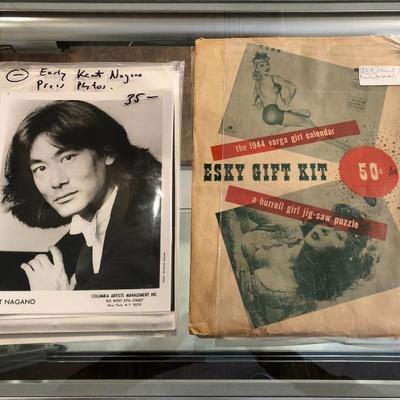 Early Kent Nagano
Press Photos.
35-
T NAGANO
COLUMBIA ARTISTS MANAGEMENT INC.
165 WEST 57th STREET
New York N.Y. 10019
the 1944 varga girl calendar
ESKY GIFT KIT
50¢
a hurrell girl jig-saw puzzle